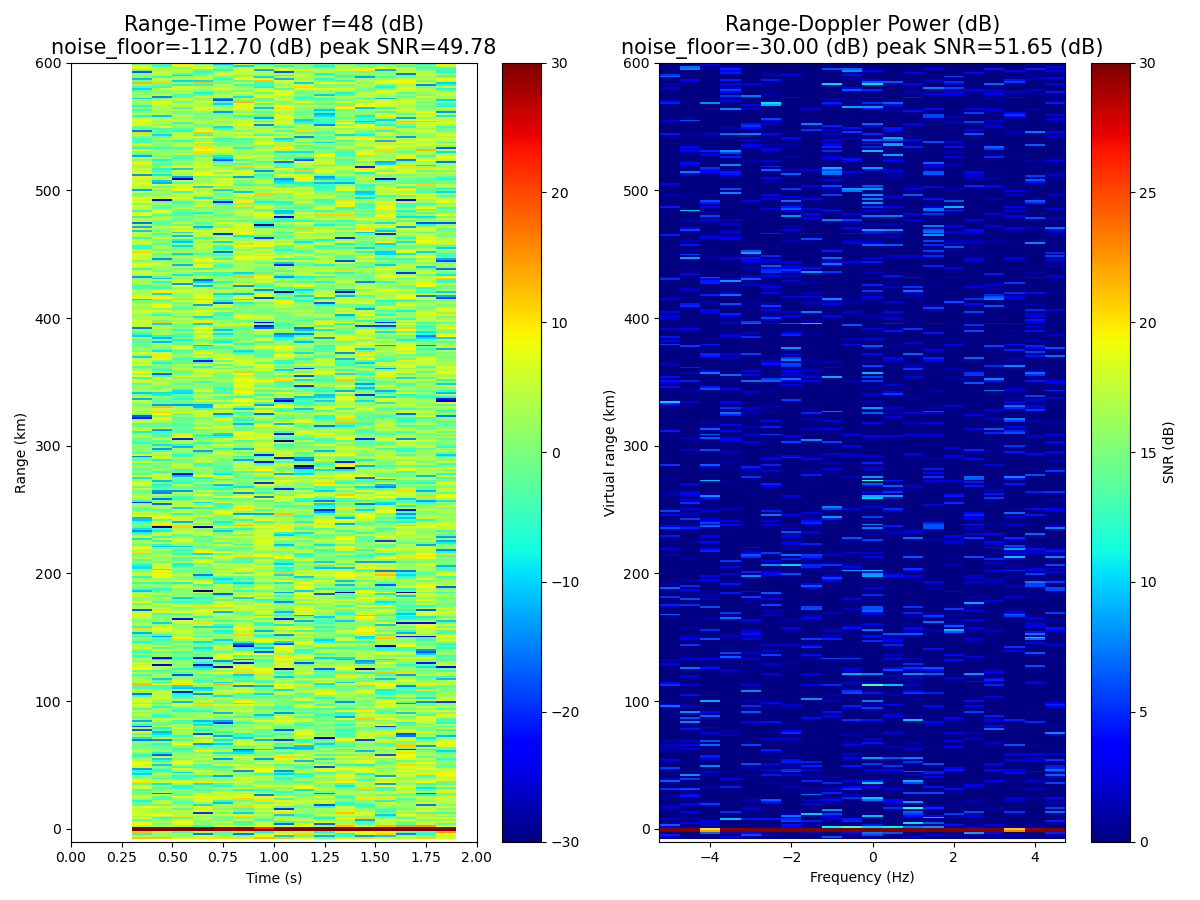 Range-Time Power f=48 (dB)
noise_floor=-112.70 (dB) peak SNR=49.78
600
500
400
300
200
100
0
Range (km)
0.00 0.25 0.50 0.75 1.00 1.25 1.50 1.75 2.00
Time (s)
30
20
10
0
−10
−20
−30
Range-Doppler Power (dB)
noise_floor=-30.00 (dB) peak SNR=51.65 (dB)
600
500
400
300
200
100
0
Virtual range (km)
−4 −2 0 2 4
Frequency (Hz)
30
25
20
15
10
5
0
SNR (dB)